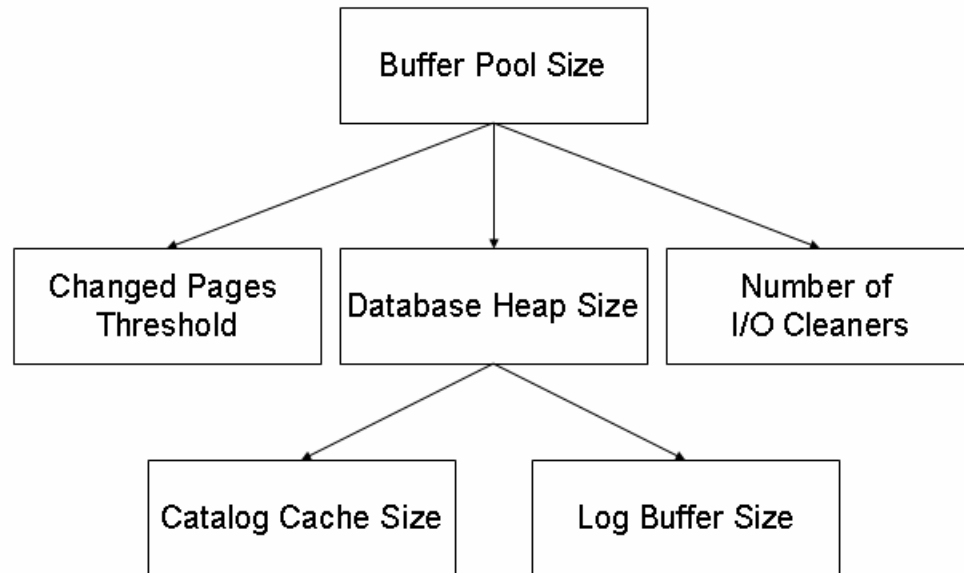 Buffer Pool Size
Changed Pages
Threshold
Database Heap Size
Number of
I/O Cleaners
Catalog Cache Size
Log Buffer Size